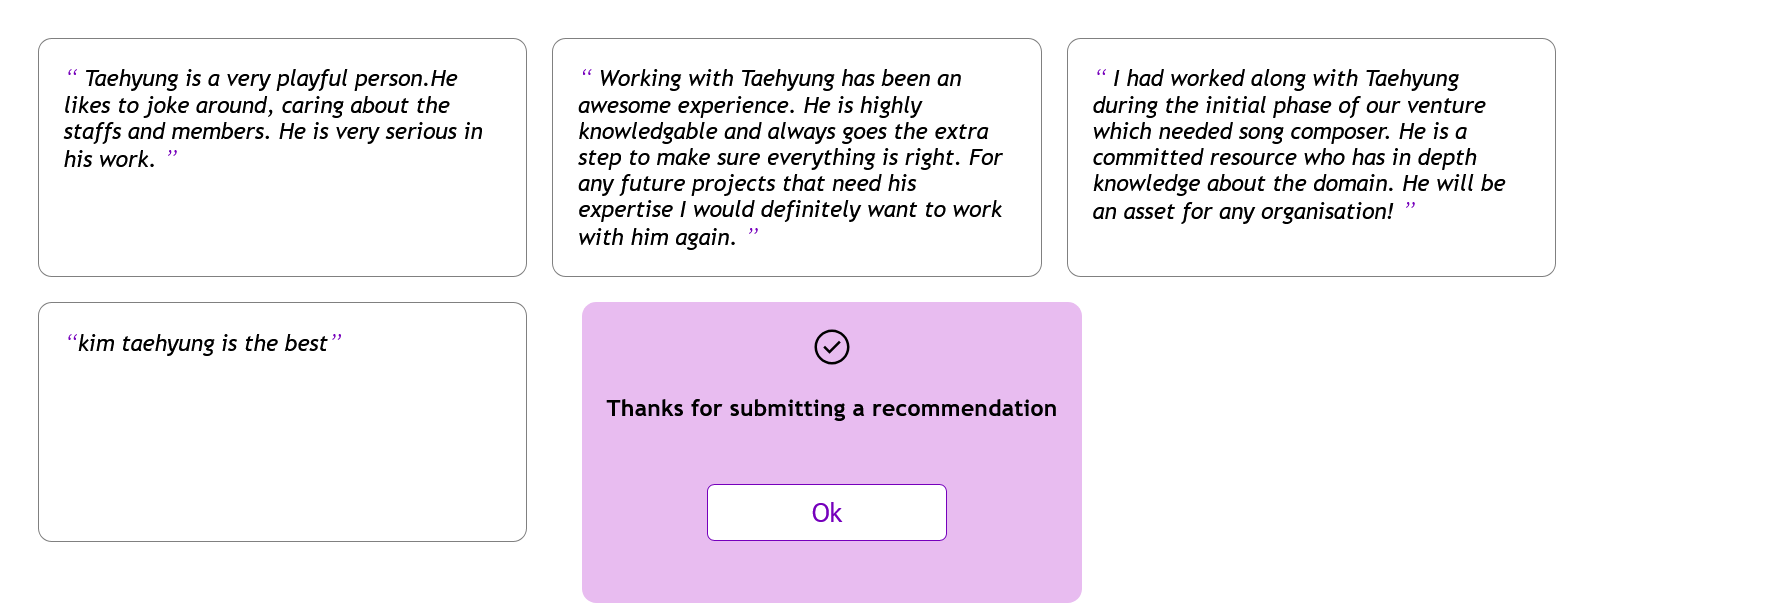 “ Taehyung is a very playful person.He
likes to joke around, caring about the
staffs and members. He is very serious in
his work. ”
“ Working with Taehyung has been an
awesome experience. He is highly
knowledgable and always goes the extra
step to make sure everything is right. For
any future projects that need his
expertise I would definitely want to work
with him again. ”
“ I had worked along with Taehyung
during the initial phase of our venture
which needed song composer. He is a
committed resource who has in depth
knowledge about the domain. He will be
an asset for any organisation! ”
“kim taehyung is the best”
Thanks for submitting a recommendation
Ok